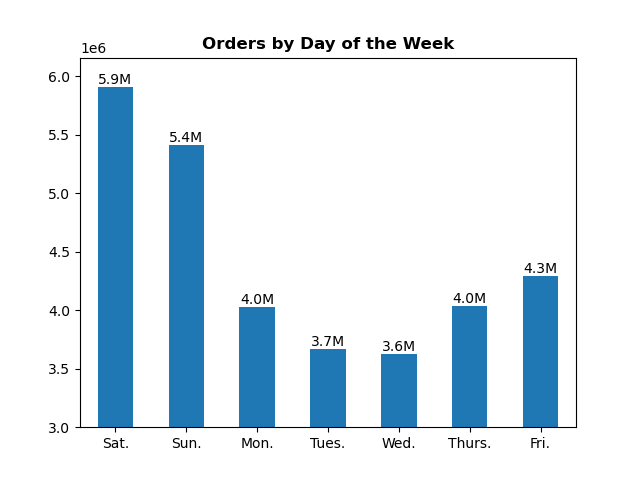 Orders by Day of the Week
1e6
6.0
5.5
5.0
4.5
4.0
3.5
3.0
5.9M
5.4M
4.0M
3.7M
3.6M
4.0M
4.3M
Sat. Sun. Mon. Tues. Wed. Thurs. Fri.